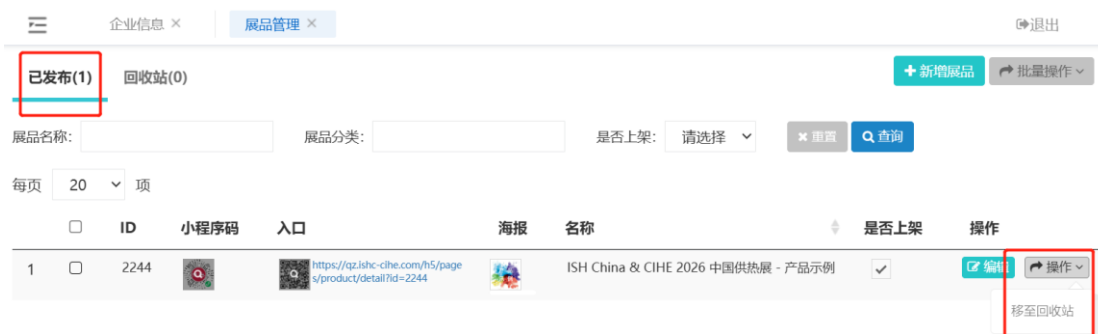 企业信息 × 展品管理 × 退出
已发布(1) 回收站(0) 新增展品 批量操作
展品名称: 展品分类: 是否上架: 请选择 重置 查询
每页 20 项
ID 小程序码 入口 海报 名称 是否上架 操作
1 2244 https://qz.ishc-cihe.com/h5/page ISH China & CIHE 2026 中国供热展 - 产品示例 编辑 操作
s/product/detail?id=2244
移至回收站